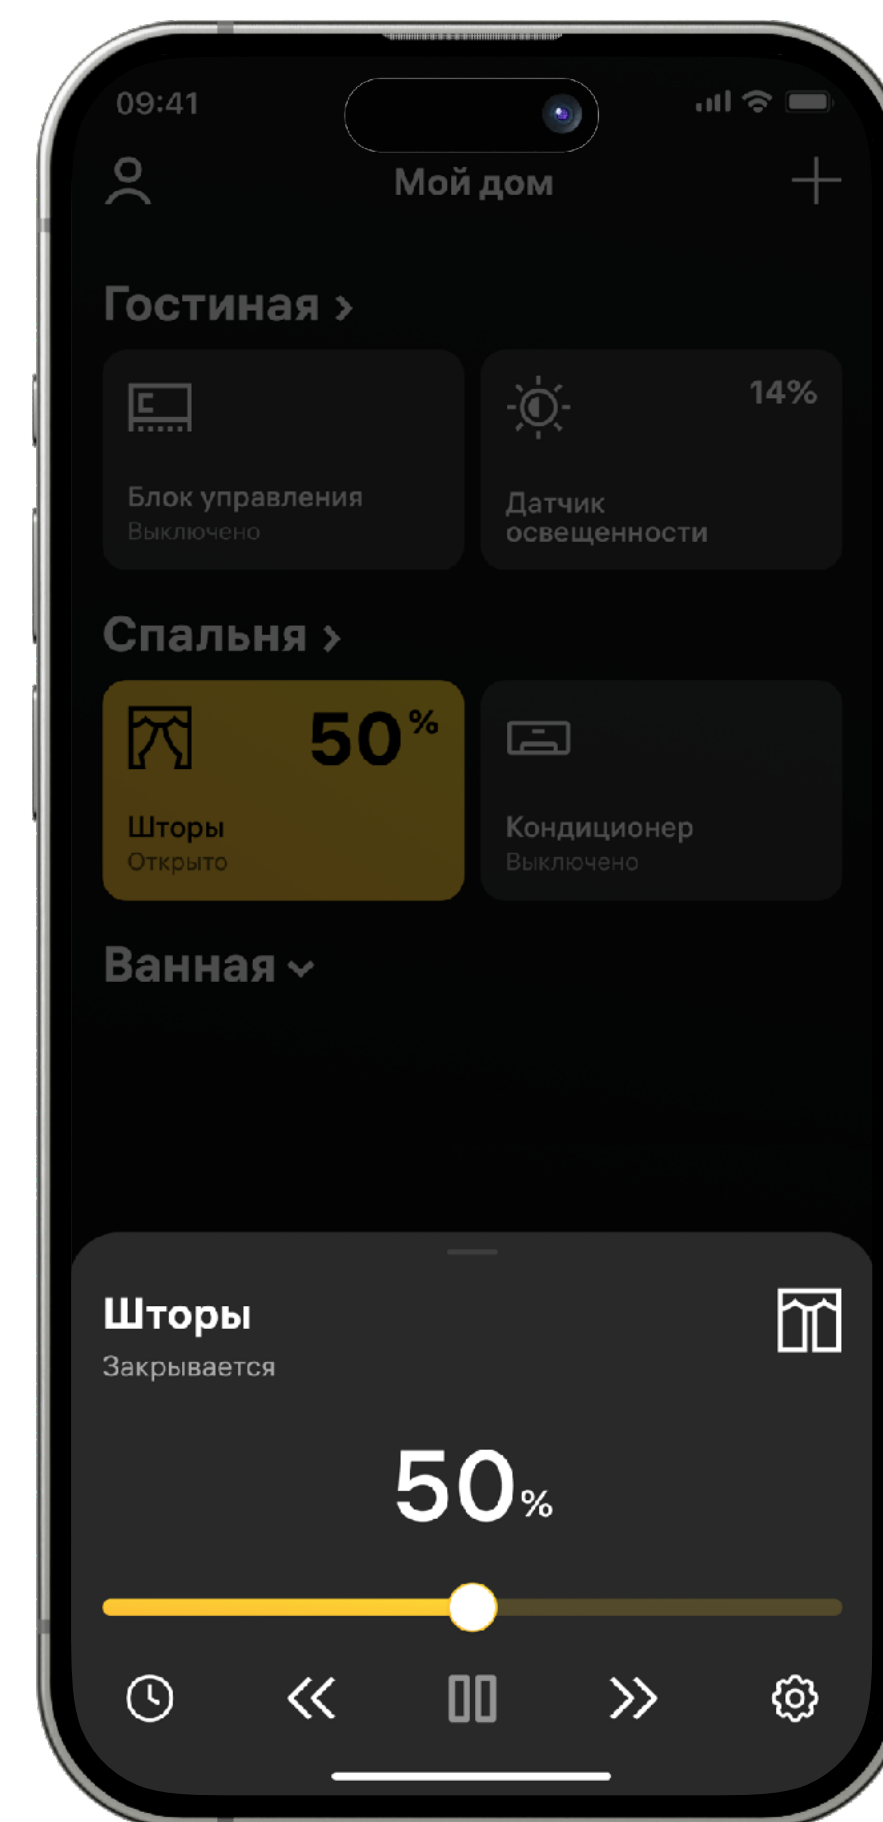 09:41
Мой дом
Гостиная
Блок управления
Выключено
14%
Датчик
освещенности
Спальня
50%
Шторы
Открыто
Кондиционер
Выключено
Ванная
Шторы
Закрывается
50%